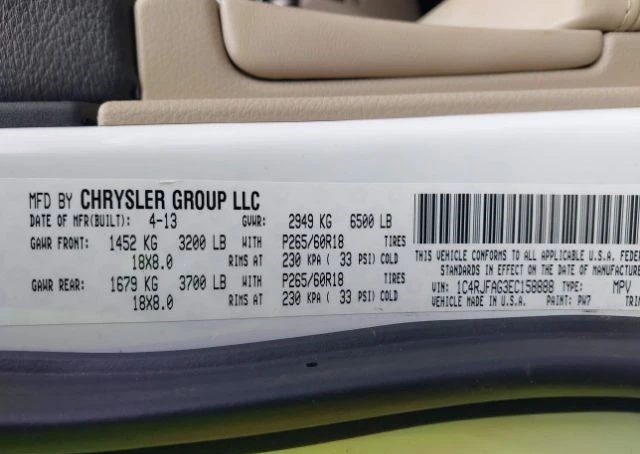 MFD BY CHRYSLER GROUP LLC
DATE OF MFR(BUILT): 4-13 GVWR: 2949 KG 6500 LB
GAWR FRONT: 1452 KG 3200 LB WITH P265/60R18 TIRES
18X8.0 RIMS AT 230 KPA ( 33 PSI) COLD
GAWR REAR: 1679 KG 3700 LB WITH P265/60R18 TIRES
18X8.0 RIMS AT 230 KPA ( 33 PSI) COLD
THIS VEHICLE CONFORMS TO ALL APPLICABLE U.S.A. FEDE
STANDARDS IN EFFECT ON THE DATE OF MANUFACTURE
VIN: 1C4RJFAG3EC158888 TYPE: MPV
VEHICLE MADE IN U.S.A. PAINT: PW7 TRI